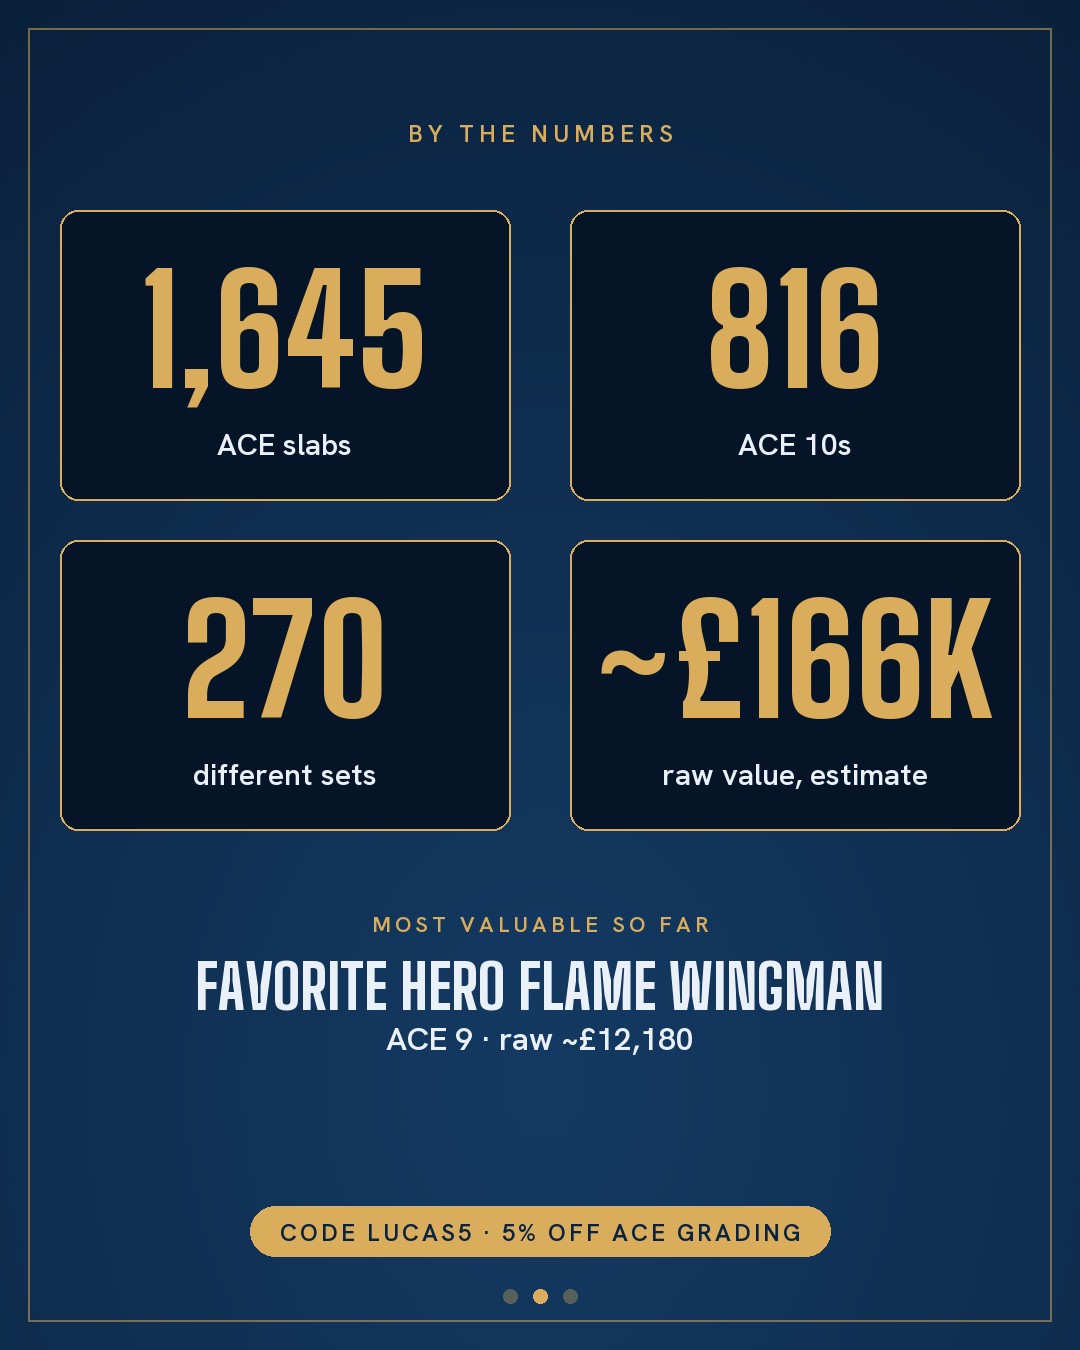 BY THE NUMBERS
1,645
ACE slabs
816
ACE 10s
270
different sets
~£166K
raw value, estimate
MOST VALUABLE SO FAR
FAVORITE HERO FLAME WINGMAN
ACE 9 · raw ~£12,180
CODE LUCAS5 · 5% OFF ACE GRADING